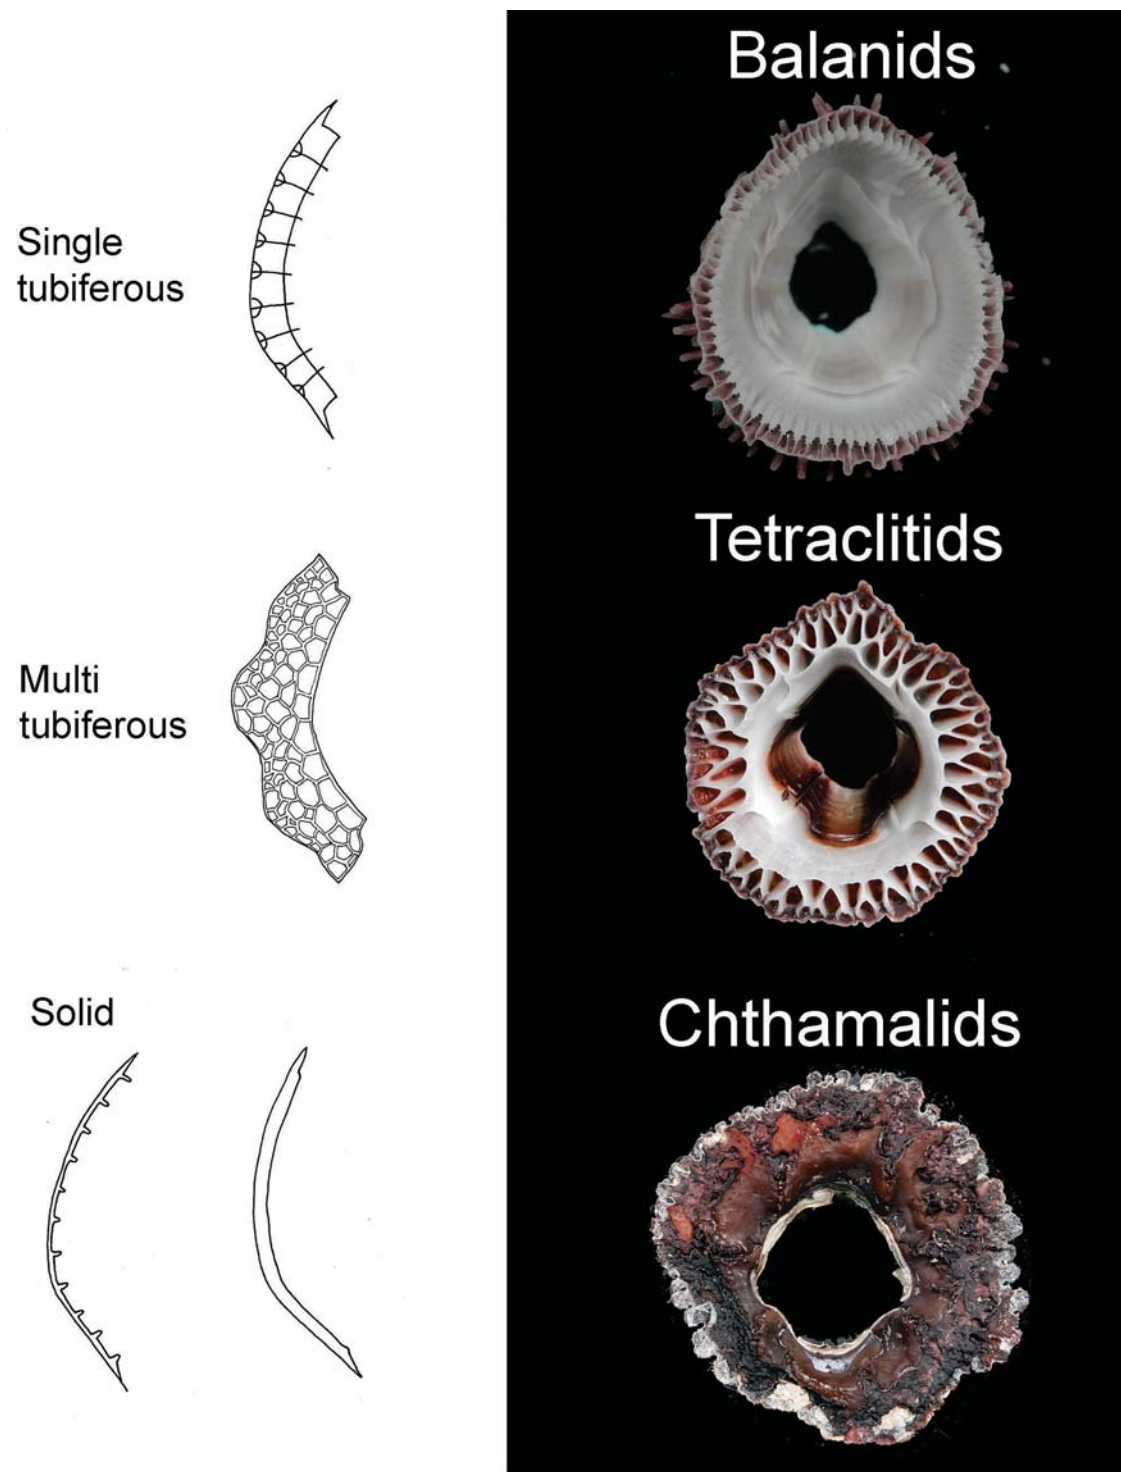 Balanids
Single
tubiferous
Tetraclitids
Multi
tubiferous
Solid
Chthamalids